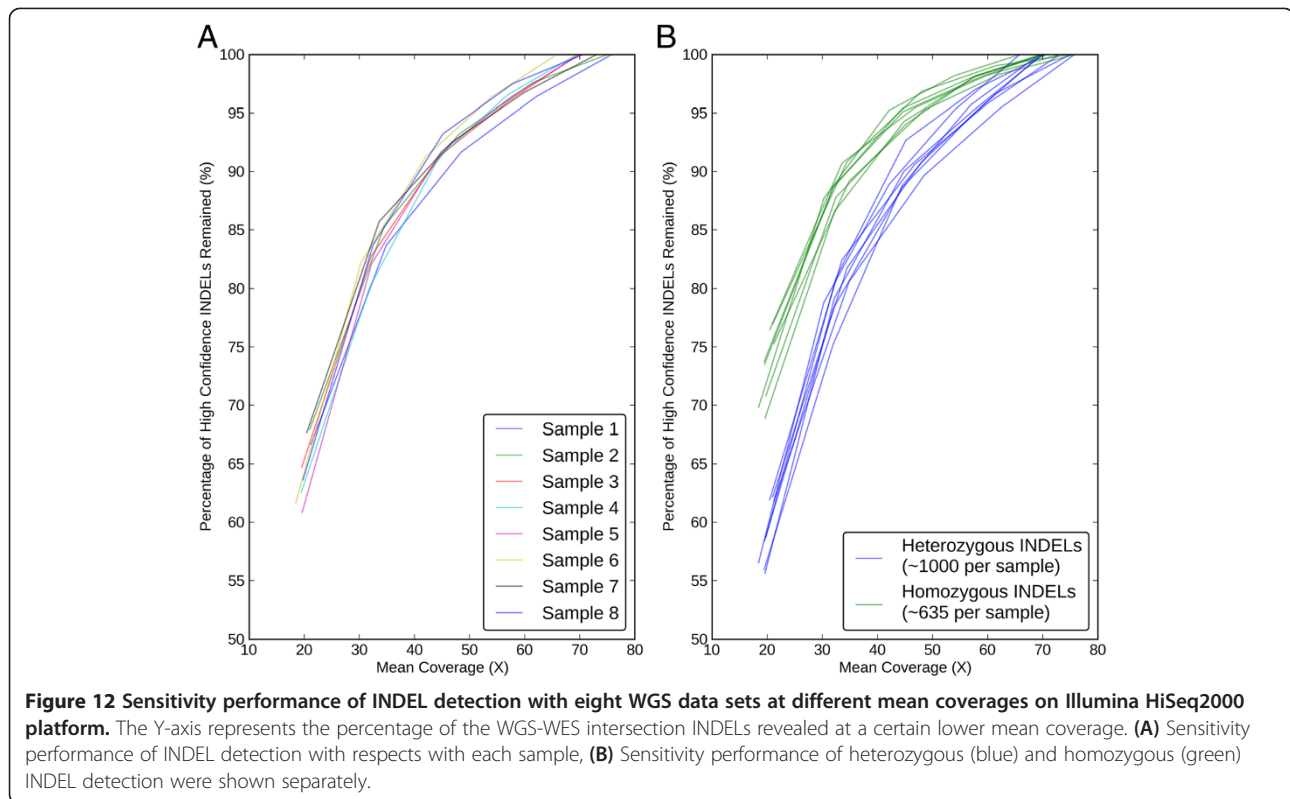 A
Percentage of High Confidence INDELs Remained (%)
100
95
90
85
80
75
70
65
60
55
50
10 20 30 40 50 60 70 80
Mean Coverage (X)
Sample 1
Sample 2
Sample 3
Sample 4
Sample 5
Sample 6
Sample 7
Sample 8
B
Percentage of High Confidence INDELs Remained (%)
100
95
90
85
80
75
70
65
60
55
50
10 20 30 40 50 60 70 80
Mean Coverage (X)
Heterozygous INDELs
(~1000 per sample)
Homozygous INDELs
(~635 per sample)
Figure 12 Sensitivity performance of INDEL detection with eight WGS data sets at different mean coverages on Illumina HiSeq2000
platform. The Y-axis represents the percentage of the WGS-WES intersection INDELs revealed at a certain lower mean coverage. (A) Sensitivity
performance of INDEL detection with respects with each sample, (B) Sensitivity performance of heterozygous (blue) and homozygous (green)
INDEL detection were shown separately.